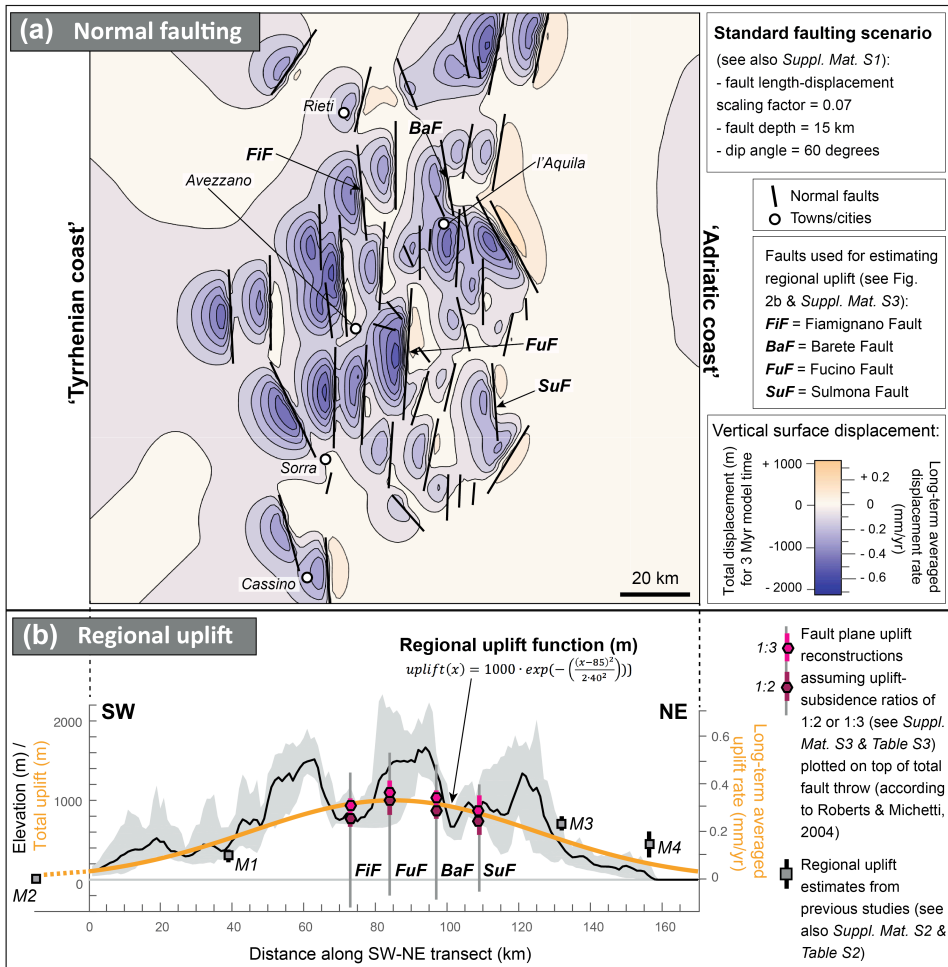 (a) Normal faulting
Rieti
BaF
FiF
l'Aquila
Avezzano
'Tyrrhenian coast'
'Adriatic coast'
FuF
SuF
Sorra
Cassino
20 km
Standard faulting scenario
(see also Suppl. Mat. S1):
- fault length-displacement
scaling factor = 0.07
- fault depth = 15 km
- dip angle = 60 degrees
Normal faults
Towns/cities
Faults used for estimating
regional uplift (see Fig.
2b & Suppl. Mat. S3):
FiF = Fiamignano Fault
BaF = Barete Fault
FuF = Fucino Fault
SuF = Sulmona Fault
Vertical surface displacement:
Total displacement (m)
for 3 Myr model time
+ 1000
0
-1000
- 2000
+ 0.2
0
- 0.2
- 0.4
- 0.6
Long-term averaged
displacement rate
(mm/yr)
(b) Regional uplift
Regional uplift function (m)
uplift(x) = 1000 · exp(−((x−85)²/2·40²)))
SW
NE
Elevation (m) /
Total uplift (m)
2000
1000
0
0.6
0.4
0.2
0
Long-term averaged
uplift rate (mm/yr)
M1
M2
M3
M4
FiF
FuF
BaF
SuF
0 20 40 60 80 100 120 140 160
Distance along SW-NE transect (km)
1:3
1:2
Fault plane uplift
reconstructions
assuming uplift-
subsidence ratios of
1:2 or 1:3 (see Suppl.
Mat. S3 & Table S3)
plotted on top of total
fault throw (according
to Roberts & Michetti,
2004)
Regional uplift
estimates from
previous studies (see
also Suppl. Mat. S2 &
Table S2)